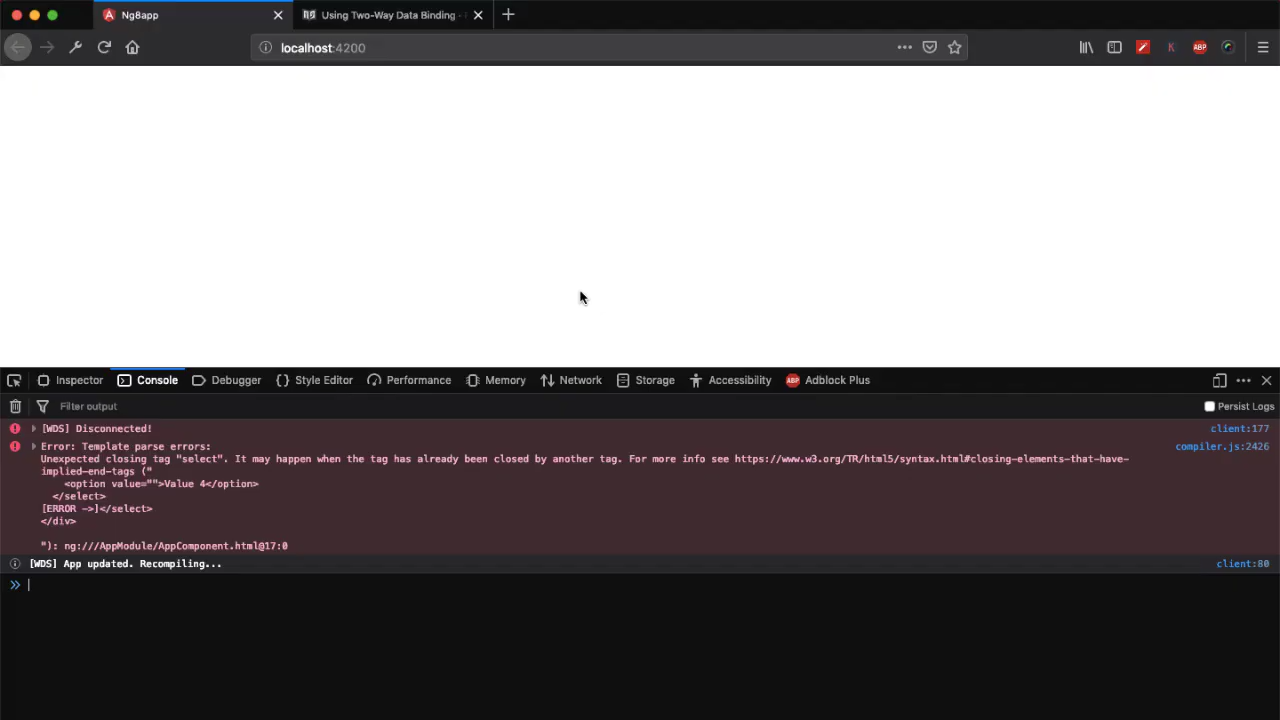 Ng8app
Using Two-Way Data Binding -
localhost:4200
K
ABP
Inspector
Console
Debugger
Style Editor
Performance
Memory
Network
Storage
Accessibility
ABP
Adblock Plus
Filter output
Persist Logs
[WDS] Disconnected!
client:177
Error: Template parse errors:
compiler.js:2426
Unexpected closing tag "select". It may happen when the tag has already been closed by another tag. For more info see https://www.w3.org/TR/html5/syntax.html#closing-elements-that-have-
implied-end-tags ("
<option value="">Value 4</option>
</select>
[ERROR ->]</select>
</div>
"): ng:///AppModule/AppComponent.html@17:0
[WDS] App updated. Recompiling...
client:80